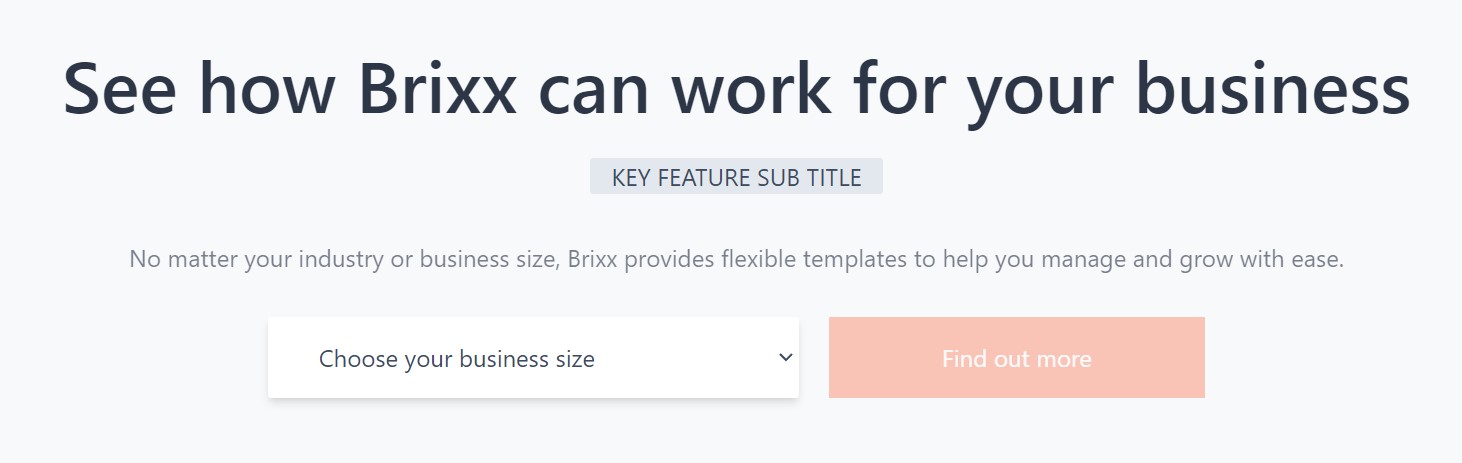 See how Brixx can work for your business
KEY FEATURE SUB TITLE
No matter your industry or business size, Brixx provides flexible templates to help you manage and grow with ease.
Choose your business size
Find out more